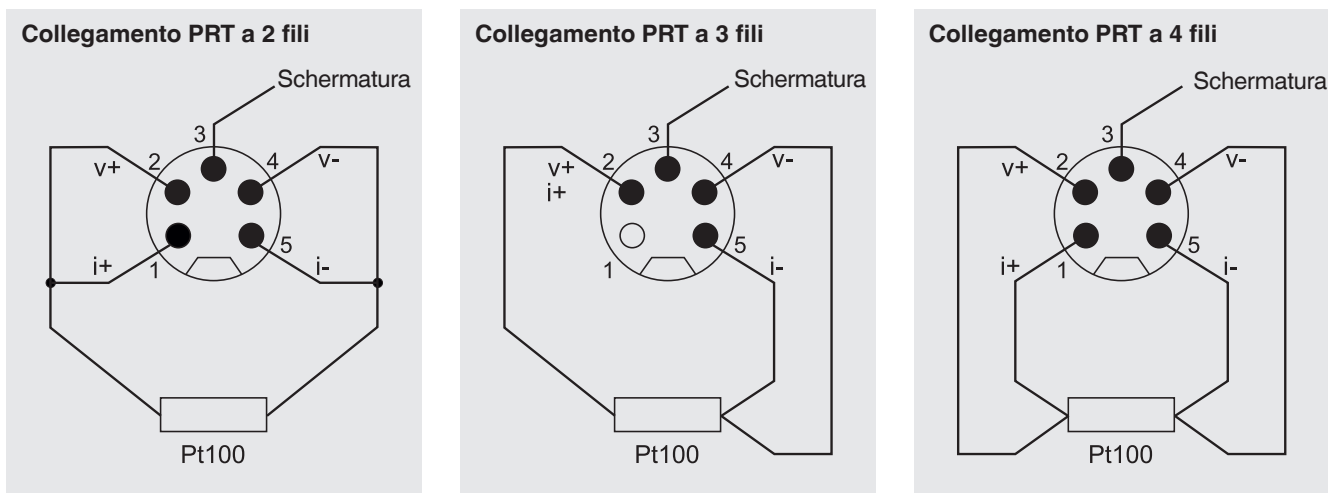 Collegamento PRT a 2 fili
Schermatura
3
v+
2
4
v-
i+
1
5
i-
Pt100
Collegamento PRT a 3 fili
Schermatura
3
v+
2
4
v-
i+
1
5
i-
Pt100
Collegamento PRT a 4 fili
Schermatura
3
v+
2
4
v-
i+
1
5
i-
Pt100